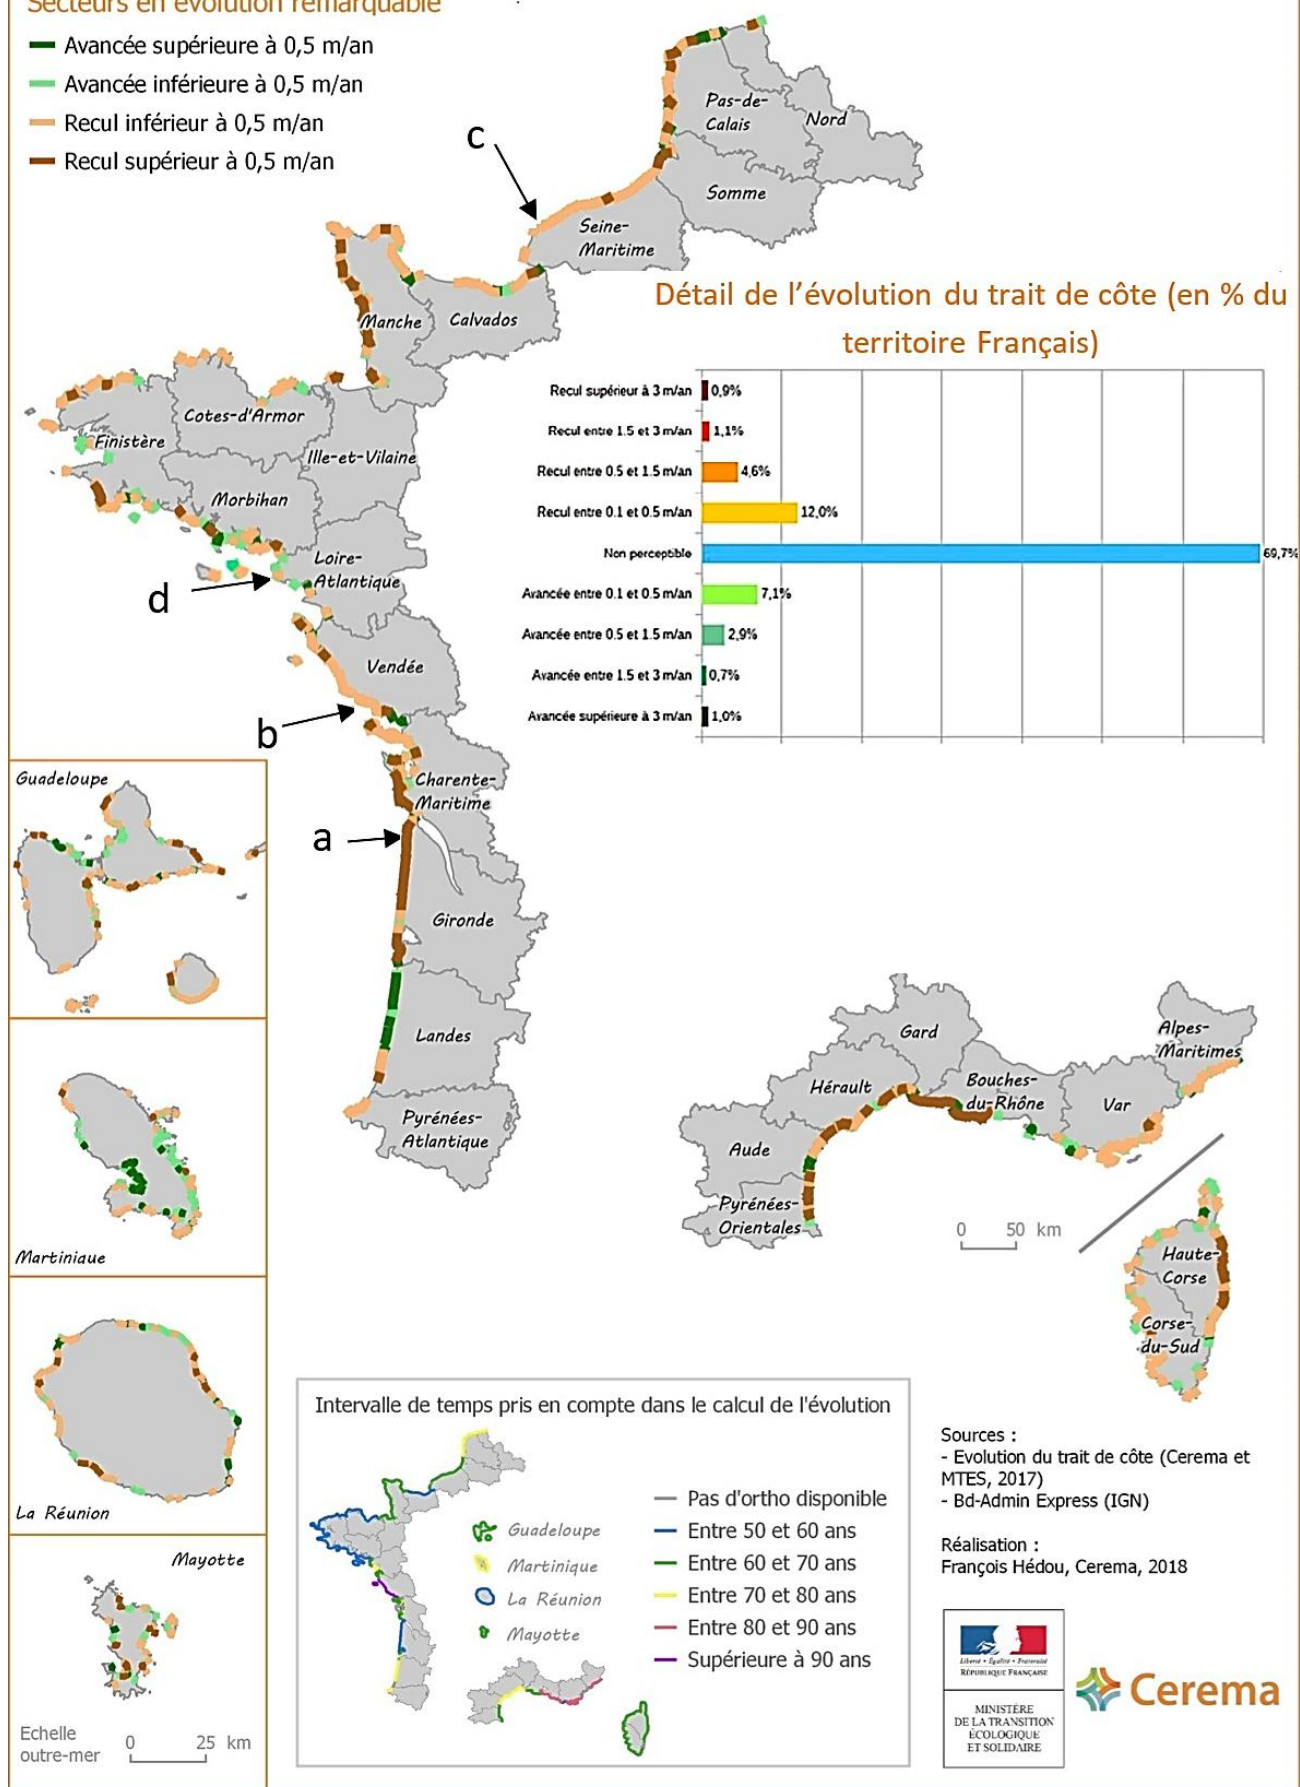 Secteurs en évolution remarquable
Avancée supérieure à 0,5 m/an
Avancée inférieure à 0,5 m/an
Recul inférieur à 0,5 m/an
Recul supérieur à 0,5 m/an
c
Pas-de-
Calais
Nord
Somme
Seine-
Maritime
Manche
Calvados
Cotes-d'Armor
Finistère
Ille-et-Vilaine
Morbihan
Loire-
Atlantique
d
Vendée
b
Charente-
Maritime
a
Gironde
Landes
Pyrénées-
Atlantique
Détail de l’évolution du trait de côte (en % du
territoire Français)
Recul supérieur à 3 m/an 0,9%
Recul entre 1.5 et 3 m/an 1,1%
Recul entre 0.5 et 1.5 m/an 4,6%
Recul entre 0.1 et 0.5 m/an 12,0%
Non perceptible 69,7%
Avancée entre 0.1 et 0.5 m/an 7,1%
Avancée entre 0.5 et 1.5 m/an 2,9%
Avancée entre 1.5 et 3 m/an 0,7%
Avancée supérieure à 3 m/an 1,0%
Guadeloupe
Martinique
La Réunion
Mayotte
Echelle
outre-mer
0 25 km
Gard
Hérault
Bouches-
du-Rhône
Var
Alpes-
Maritimes
Aude
Pyrénées-
Orientales
0 50 km
Haute-
Corse
Corse-
du-Sud
Intervalle de temps pris en compte dans le calcul de l'évolution
Guadeloupe
Martinique
La Réunion
Mayotte
Pas d'ortho disponible
Entre 50 et 60 ans
Entre 60 et 70 ans
Entre 70 et 80 ans
Entre 80 et 90 ans
Supérieure à 90 ans
Sources :
- Evolution du trait de côte (Cerema et
MTES, 2017)
- Bd-Admin Express (IGN)
Réalisation :
François Hédou, Cerema, 2018
Liberté • Égalité • Fraternité
RÉPUBLIQUE FRANÇAISE
MINISTÈRE
DE LA TRANSITION
ÉCOLOGIQUE
ET SOLIDAIRE
Cerema